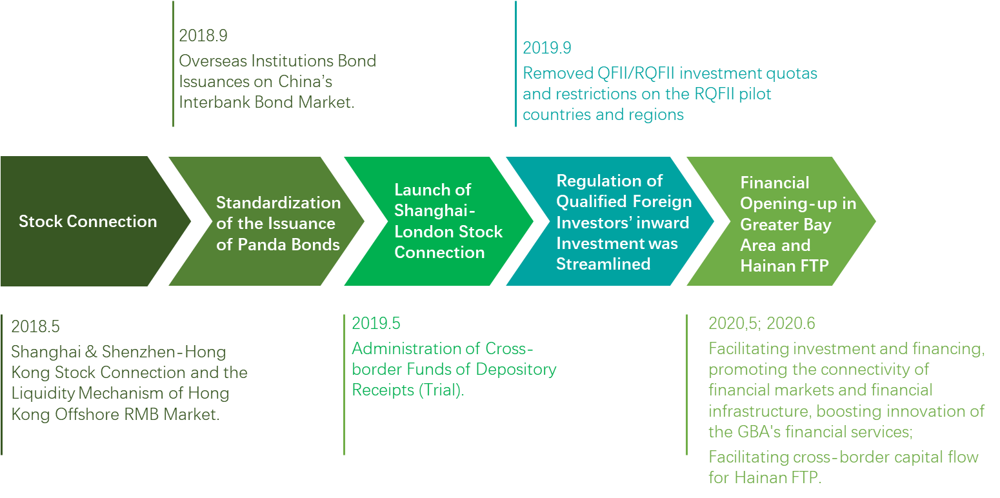 2018.9
Overseas Institutions Bond
Issuances on China’s
Interbank Bond Market.
2019.9
Removed QFII/RQFII investment quotas
and restrictions on the RQFII pilot
countries and regions
Stock Connection
Standardization
of the Issuance
of Panda Bonds
Launch of
Shanghai-
London Stock
Connection
Regulation of
Qualified Foreign
Investors’ inward
Investment was
Streamlined
Financial
Opening-up in
Greater Bay
Area and
Hainan FTP
2018.5
Shanghai & Shenzhen-Hong
Kong Stock Connection and the
Liquidity Mechanism of Hong
Kong Offshore RMB Market.
2019.5
Administration of Cross-
border Funds of Depository
Receipts (Trial).
2020,5; 2020.6
Facilitating investment and financing,
promoting the connectivity of
financial markets and financial
infrastructure, boosting innovation of
the GBA's financial services;
Facilitating cross-border capital flow
for Hainan FTP.